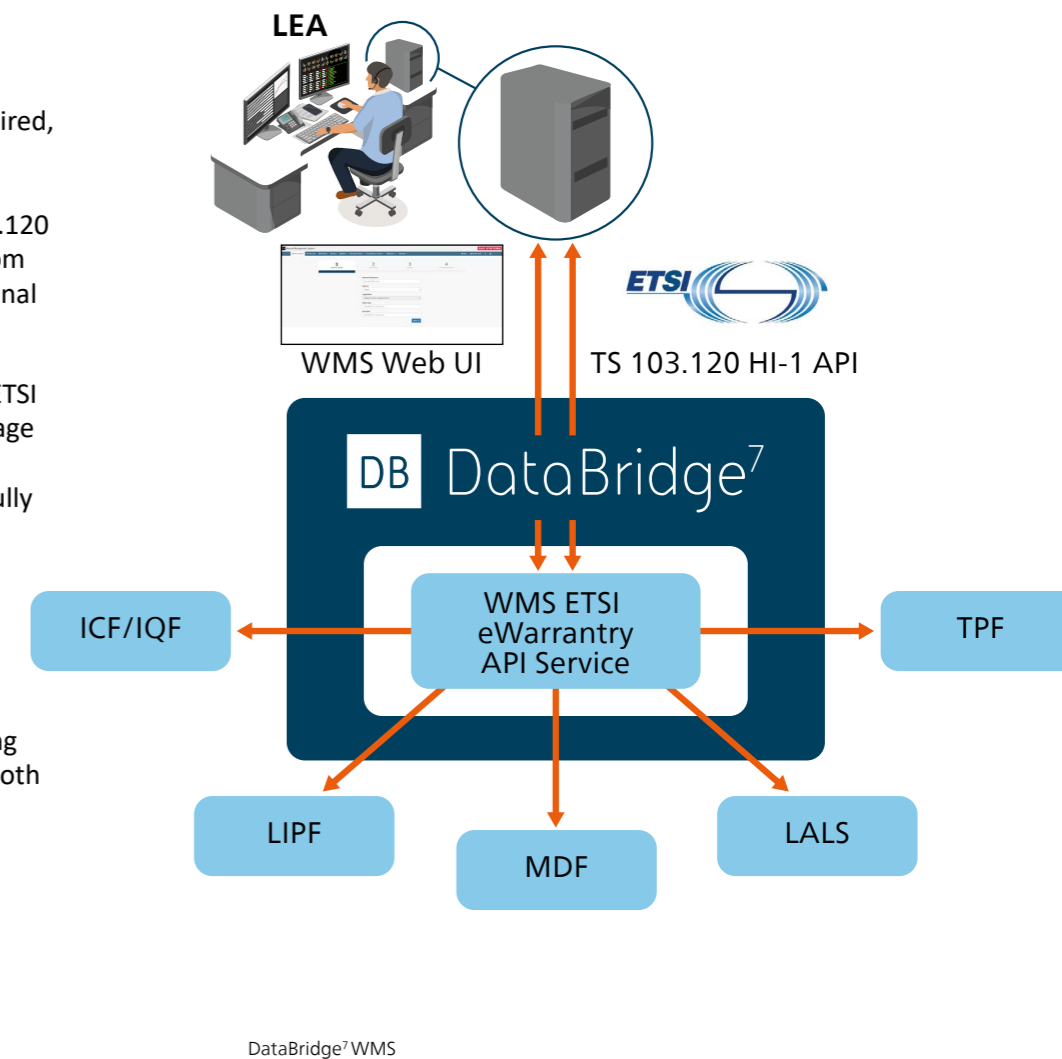 LEA
ired,
.120
om
nal
ETSI
age
ully
ng
oth
ETSI
WMS Web UI
TS 103.120 HI-1 API
DB DataBridge7
WMS ETSI
eWarrantry
API Service
ICF/IQF
TPF
LIPF
MDF
LALS
DataBridge7 WMS